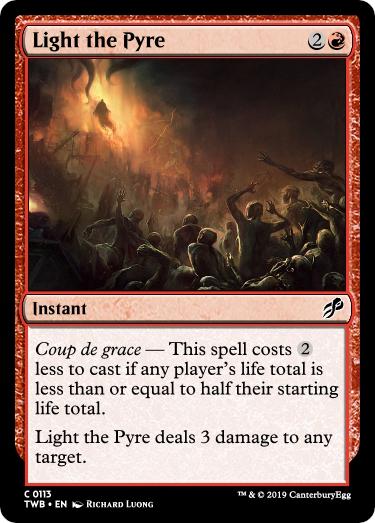 Light the Pyre 2
Instant
Coup de grace — This spell costs 2
less to cast if any player's life total is
less than or equal to half their starting
life total.
Light the Pyre deals 3 damage to any
target.
C 0113
TWB • EN Richard Luong
™ & © 2019 CanterburyEgg